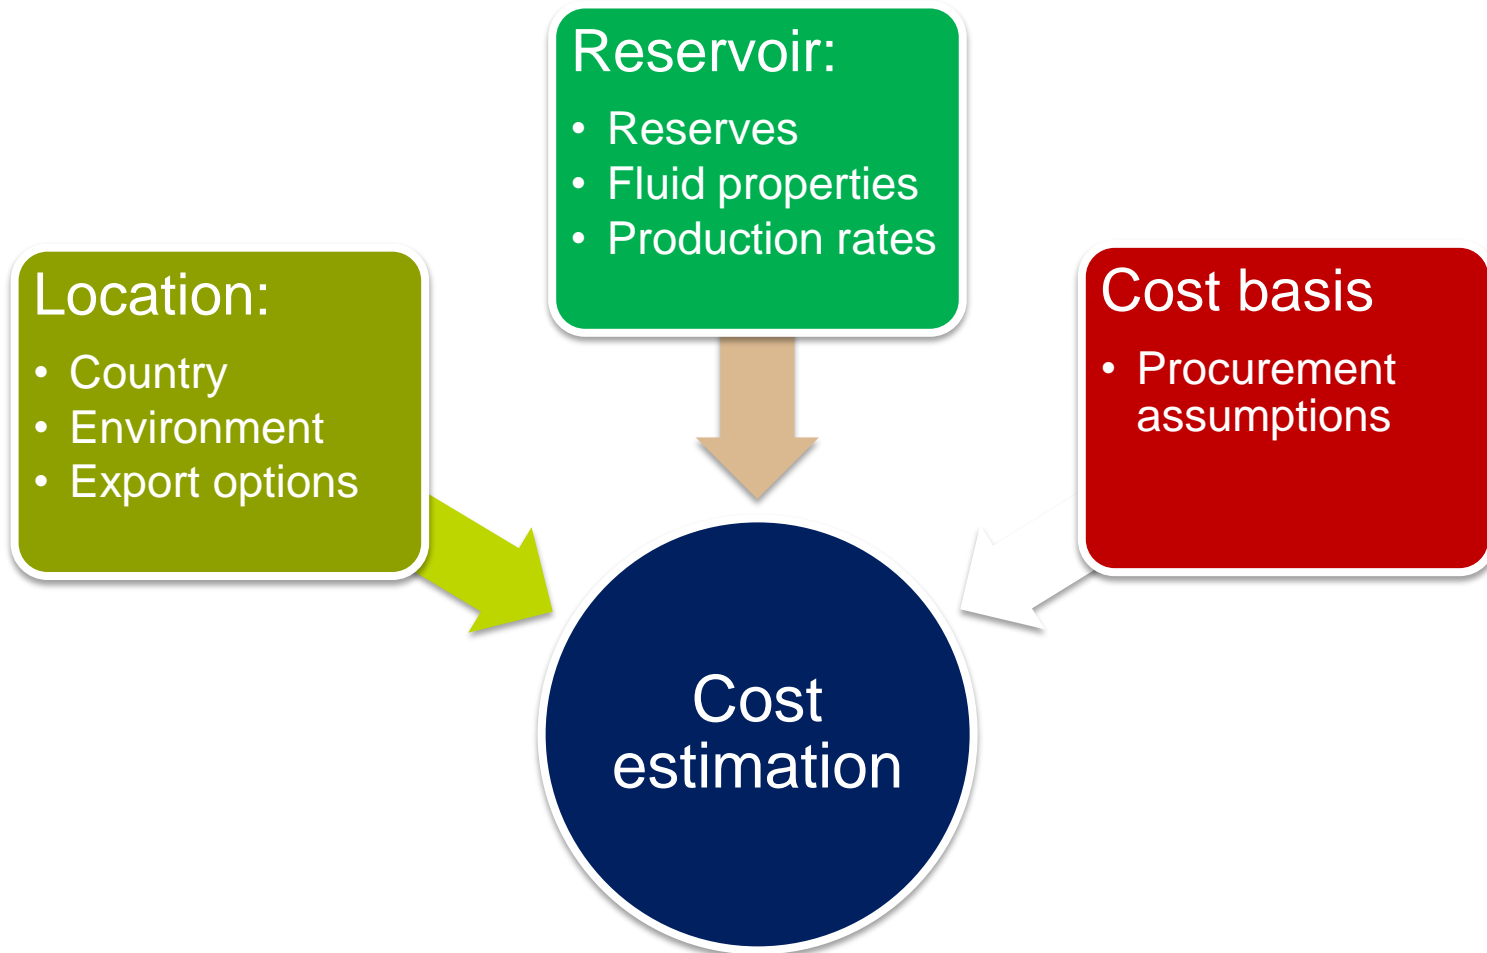 Reservoir:
• Reserves
• Fluid properties
• Production rates
Location:
• Country
• Environment
• Export options
Cost basis
• Procurement
assumptions
Cost
estimation